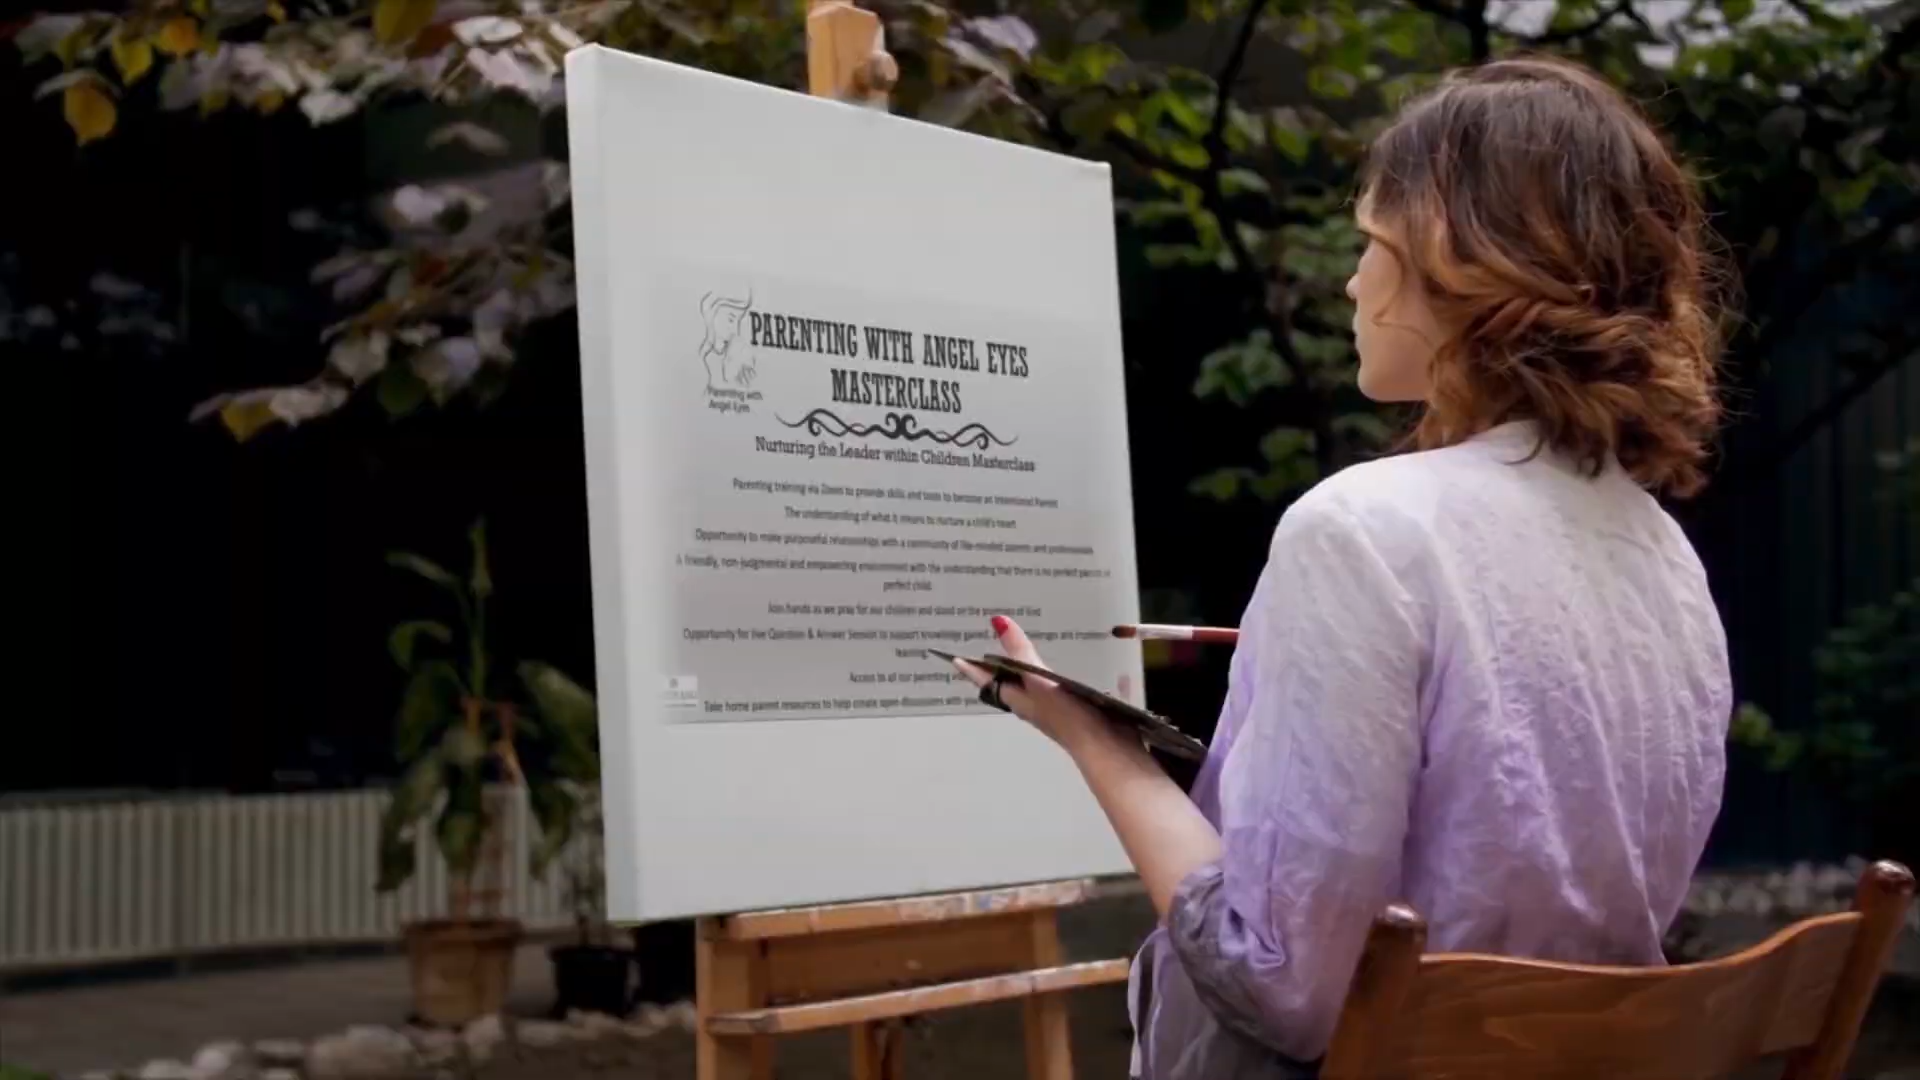 PARENTING WITH ANGEL EYES
MASTERCLASS
Parenting with
Angel Eyes
Nurturing the Leader within Children Masterclass
Parenting training via Zoom to provide skills and tools to become an Intentional Parent
The understanding of what it means to nurture a child's heart
Opportunity to make purposeful relationships with a community of like-minded parents and professionals
A friendly, non-judgmental and empowering environment with the understanding that there is no perfect parent or
perfect child
Join hands as we pray for our children and stand on the promises of God
Opportunity for live Question & Answer Session to support knowledge gained, challenges and
learning
Access to all our parenting
Take home parent resources to help create open discussions with